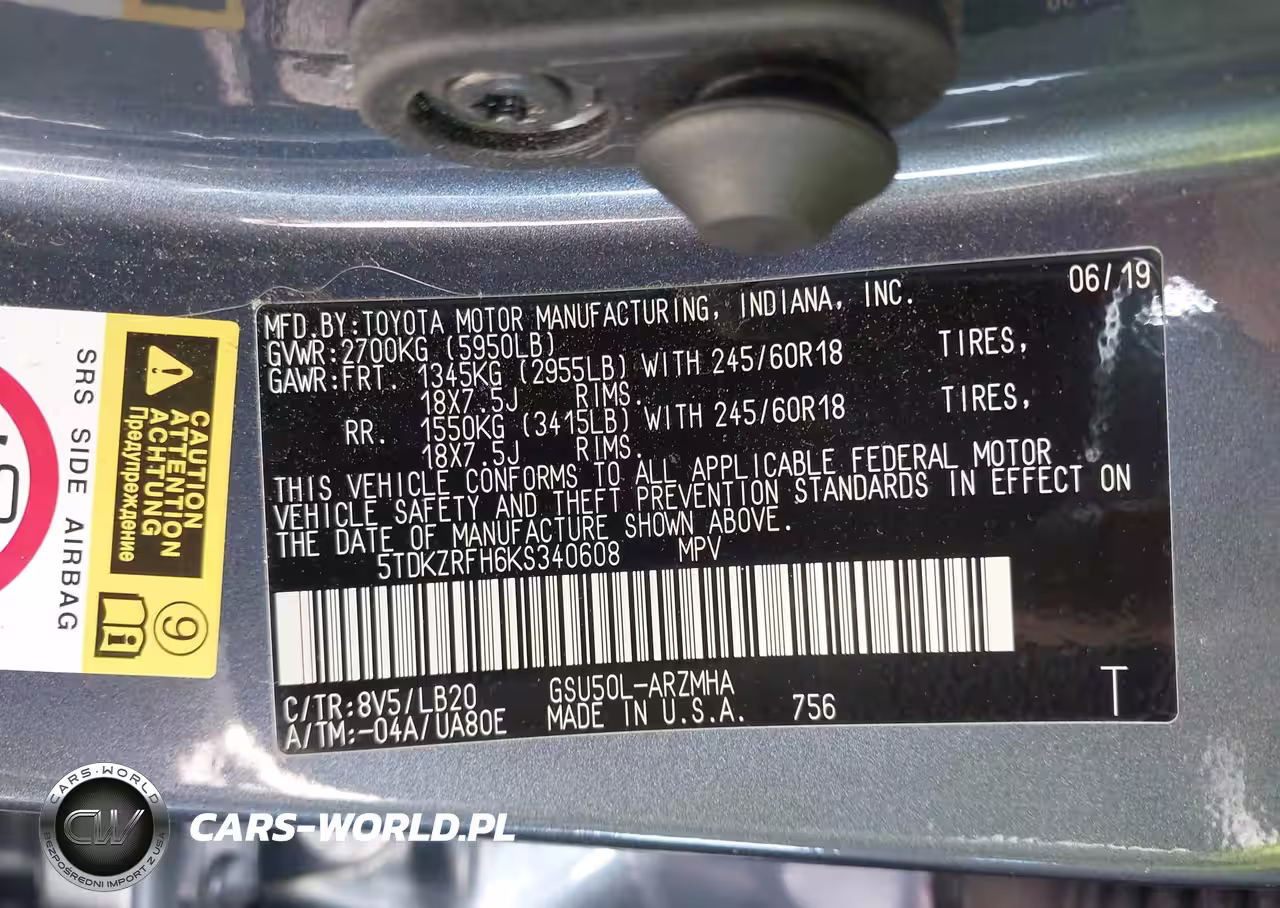 06/19
MFD.BY:TOYOTA MOTOR MANUFACTURING, INDIANA, INC.
GVWR:2700KG (5950LB)
GAWR:FRT. 1345KG (2955LB) WITH 245/60R18 TIRES,
18X7.5J RIMS.
RR. 1550KG (3415LB) WITH 245/60R18 TIRES,
18X7.5J RIMS.
THIS VEHICLE CONFORMS TO ALL APPLICABLE FEDERAL MOTOR
VEHICLE SAFETY AND THEFT PREVENTION STANDARDS IN EFFECT ON
THE DATE OF MANUFACTURE SHOWN ABOVE.
5TDKZRFH6KS340608 MPV
C/TR:8V5/LB20 GSU50L-ARZMHA
A/TM:-04A/UA80E MADE IN U.S.A. 756
T
CAUTION
ATTENTION
ACHTUNG
Предупреждение
SRS SIDE AIRBAG
9
CARS-WORLD
CW
BEZPOŚREDNI IMPORT Z USA
CARS-WORLD.PL